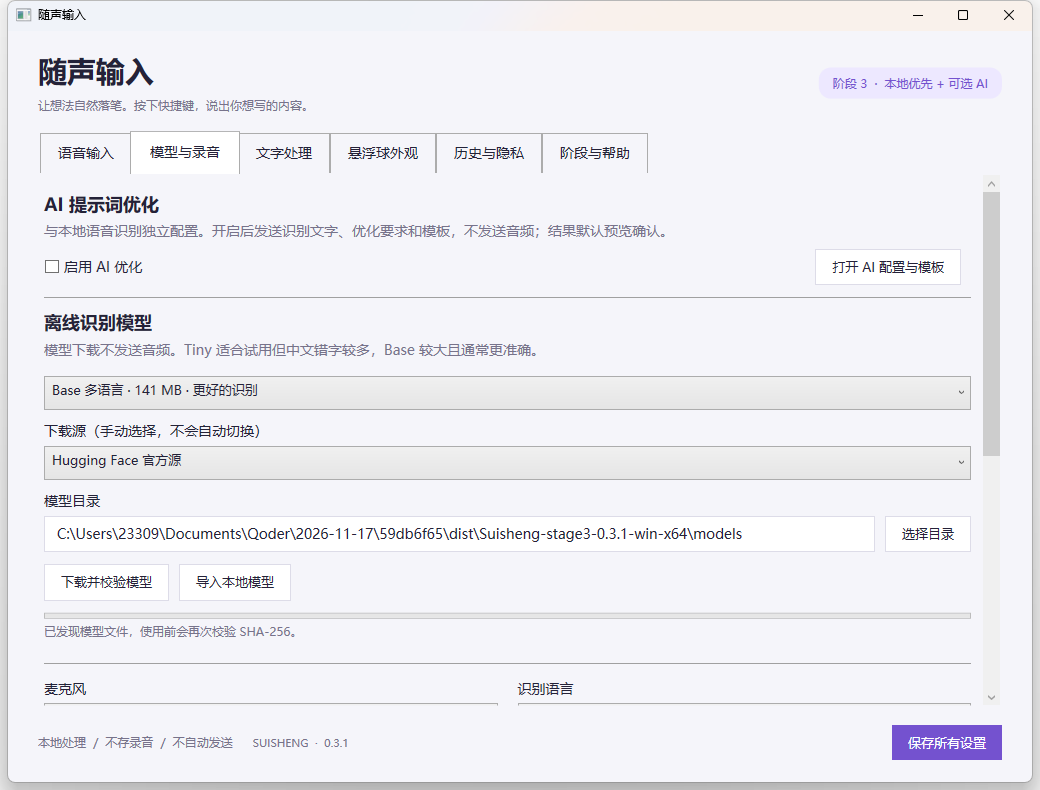 随声输入
随声输入
让想法自然落笔。按下快捷键，说出你想写的内容。
阶段 3 · 本地优先 + 可选 AI
语音输入 模型与录音 文字处理 悬浮球外观 历史与隐私 阶段与帮助
AI 提示词优化
与本地语音识别独立配置。开启后发送识别文字、优化要求和模板，不发送音频；结果默认预览确认。
启用 AI 优化 打开 AI 配置与模板
离线识别模型
模型下载不发送音频。Tiny 适合试用但中文错字较多，Base 较大且通常更准确。
Base 多语言 · 141 MB · 更好的识别
下载源（手动选择，不会自动切换）
Hugging Face 官方源
模型目录
C:\Users\23309\Documents\Qoder\2026-11-17\59db6f65\dist\Suisheng-stage3-0.3.1-win-x64\models 选择目录
下载并校验模型 导入本地模型
已发现模型文件，使用前会再次校验 SHA-256。
麦克风 识别语言
本地处理 / 不存录音 / 不自动发送 SUISHENG · 0.3.1 保存所有设置